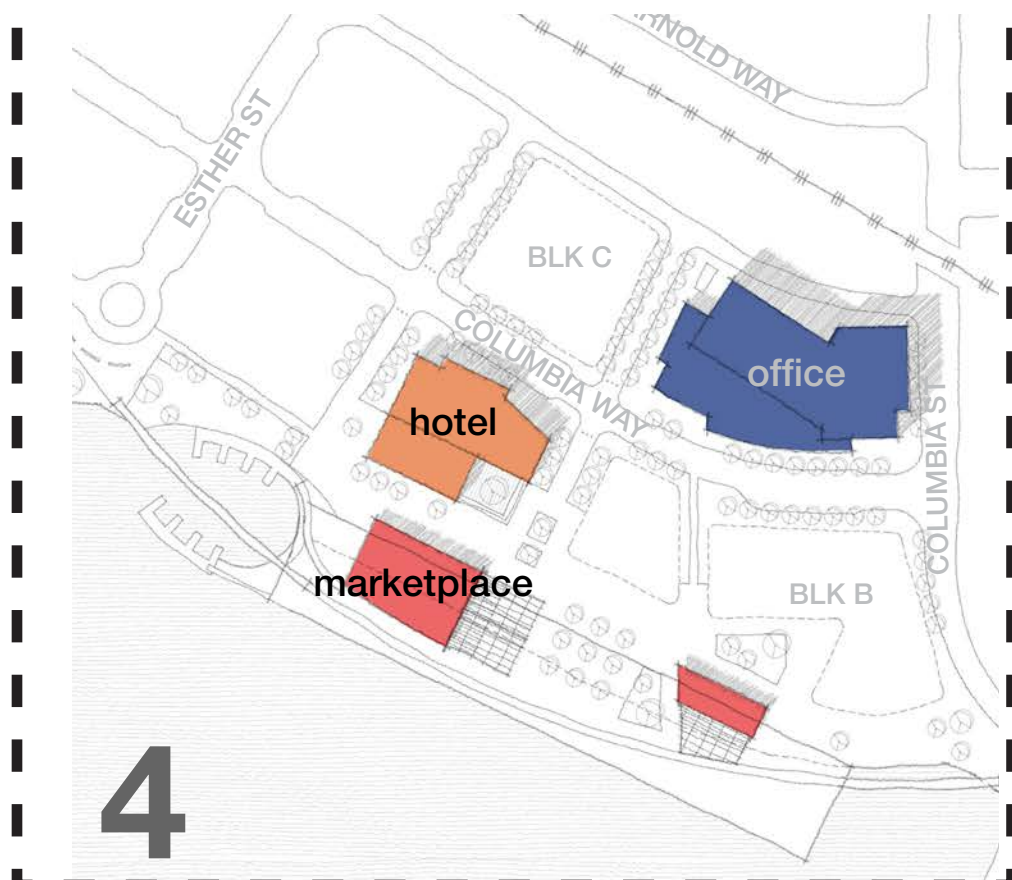 ARNOLD WAY
ESTHER ST
BLK C
COLUMBIA WAY
office
hotel
COLUMBIA ST
marketplace
BLK B
4